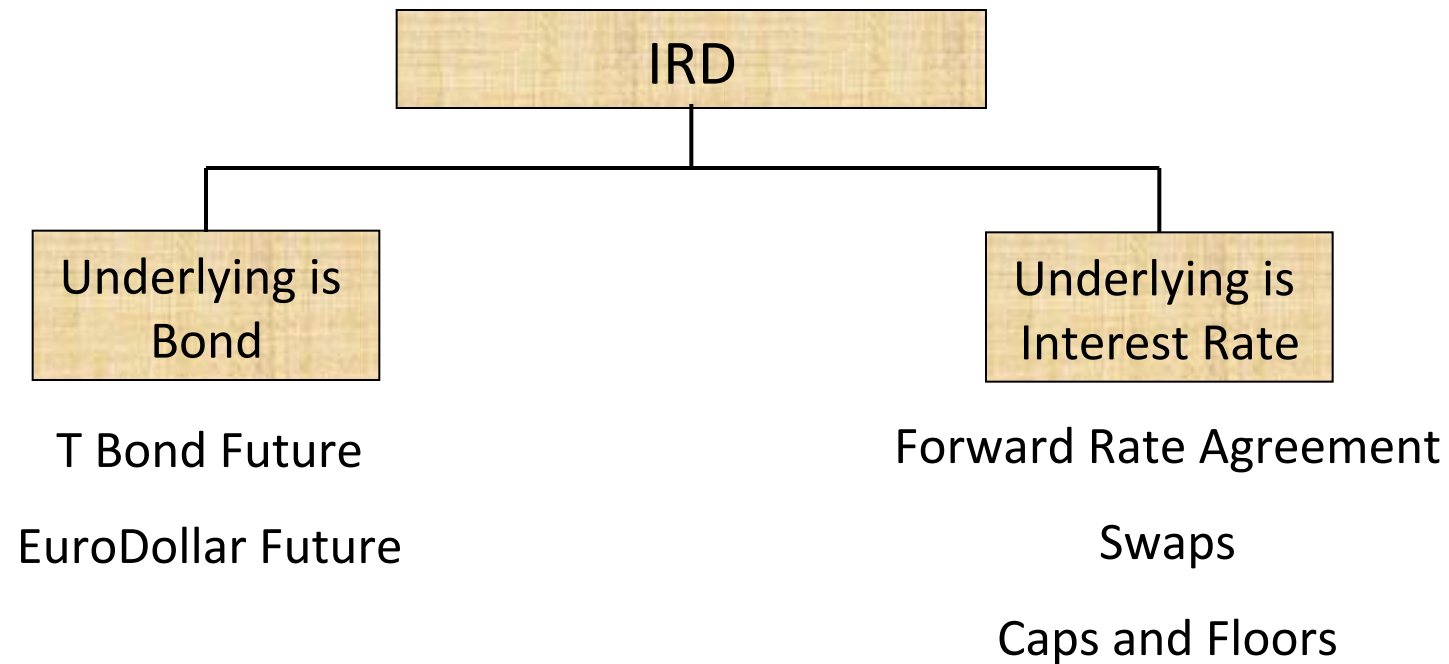 IRD
Underlying is
Bond
T Bond Future
EuroDollar Future
Underlying is
Interest Rate
Forward Rate Agreement
Swaps
Caps and Floors